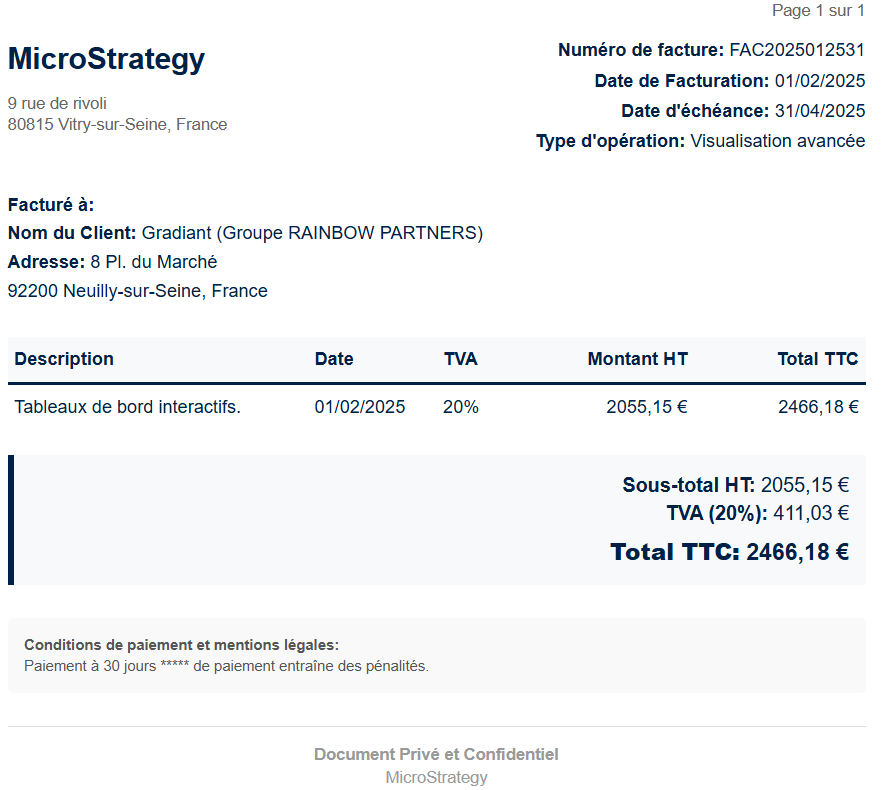 Page 1 sur 1
MicroStrategy
9 rue de rivoli
80815 Vitry-sur-Seine, France
Numéro de facture: FAC2025012531
Date de Facturation: 01/02/2025
Date d'échéance: 31/04/2025
Type d'opération: Visualisation avancée
Facturé à:
Nom du Client: Gradiant (Groupe RAINBOW PARTNERS)
Adresse: 8 Pl. du Marché
92200 Neuilly-sur-Seine, France
Description Date TVA Montant HT Total TTC
Tableaux de bord interactifs. 01/02/2025 20% 2055,15 € 2466,18 €
Sous-total HT: 2055,15 €
TVA (20%): 411,03 €
Total TTC: 2466,18 €
Conditions de paiement et mentions légales:
Paiement à 30 jours ***** de paiement entraîne des pénalités.
Document Privé et Confidentiel
MicroStrategy